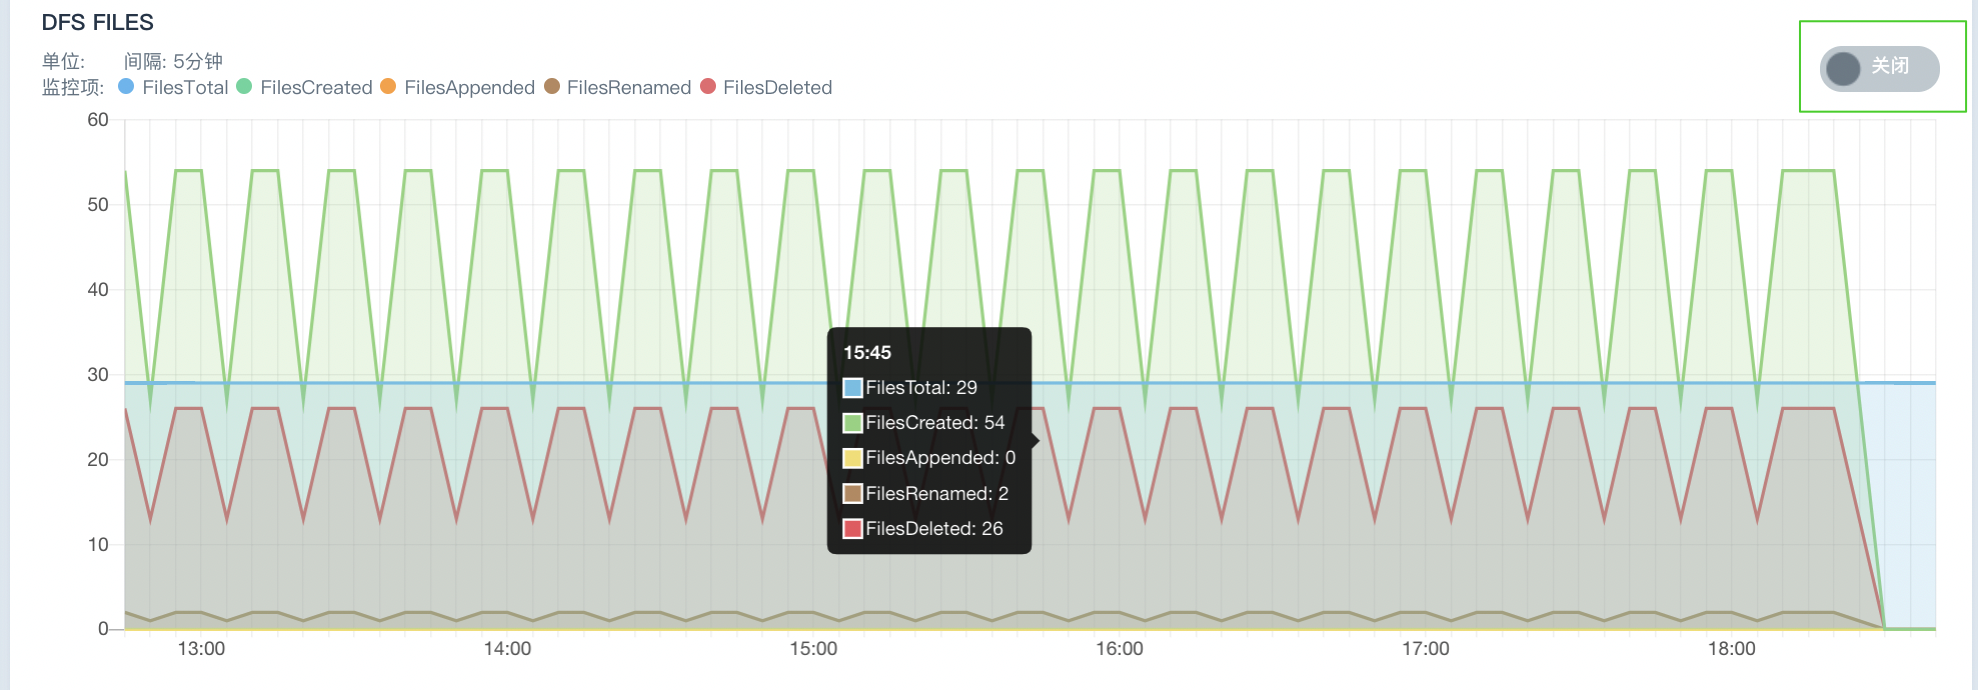 DFS FILES
单位: 间隔: 5分钟
监控项: FilesTotal FilesCreated FilesAppended FilesRenamed FilesDeleted
关闭
60
50
40
30
20
10
0
15:45
FilesTotal: 29
FilesCreated: 54
FilesAppended: 0
FilesRenamed: 2
FilesDeleted: 26
13:00 14:00 15:00 16:00 17:00 18:00